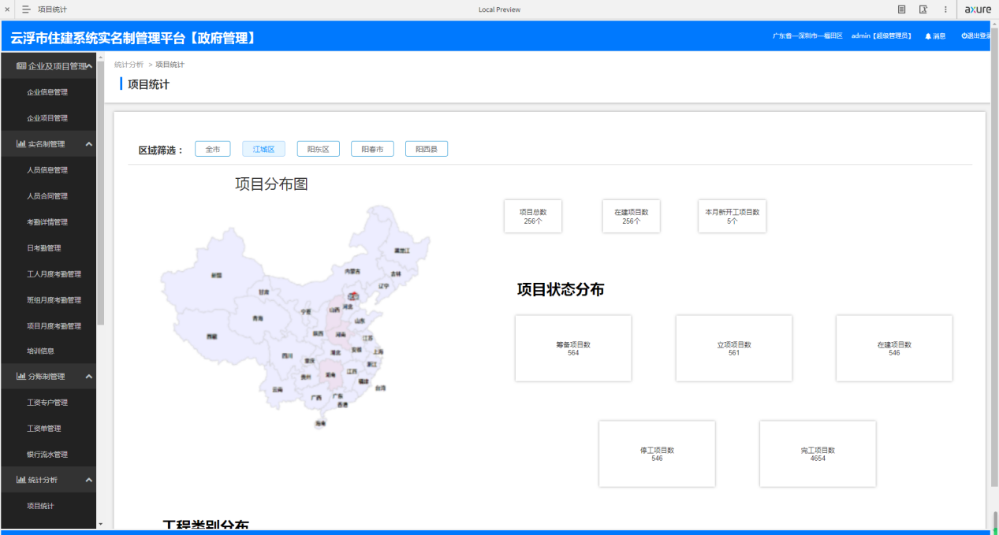 项目统计
Local Preview
axure
云浮市住建系统实名制管理平台【政府管理】
广东省—深圳市—福田区 admin【超级管理员】 消息 退出登录
企业及项目管理
企业信息管理
企业项目管理
实名制管理
人员信息管理
人员合同管理
考勤详情管理
日考勤管理
工人月度考勤管理
班组月度考勤管理
项目月度考勤管理
培训信息
分账制管理
工资专户管理
工资单管理
银行流水管理
统计分析
项目统计
统计分析 > 项目统计
项目统计
区域筛选： 全市 江城区 阳东区 阳春市 阳西县
项目分布图
黑龙江
内蒙古
吉林
新疆
辽宁
甘肃
北京
河北
山西
宁夏
青海
山东
陕西
河南
江苏
西藏
安徽
上海
湖北
四川
重庆
浙江
江西
湖南
贵州
福建
云南
台湾
广西
广东
香港
海南
项目总数
256个
在建项目数
256个
本月新开工项目数
5个
项目状态分布
筹备项目数
564
立项项目数
561
在建项目数
546
停工项目数
546
完工项目数
4654
工程类别分布